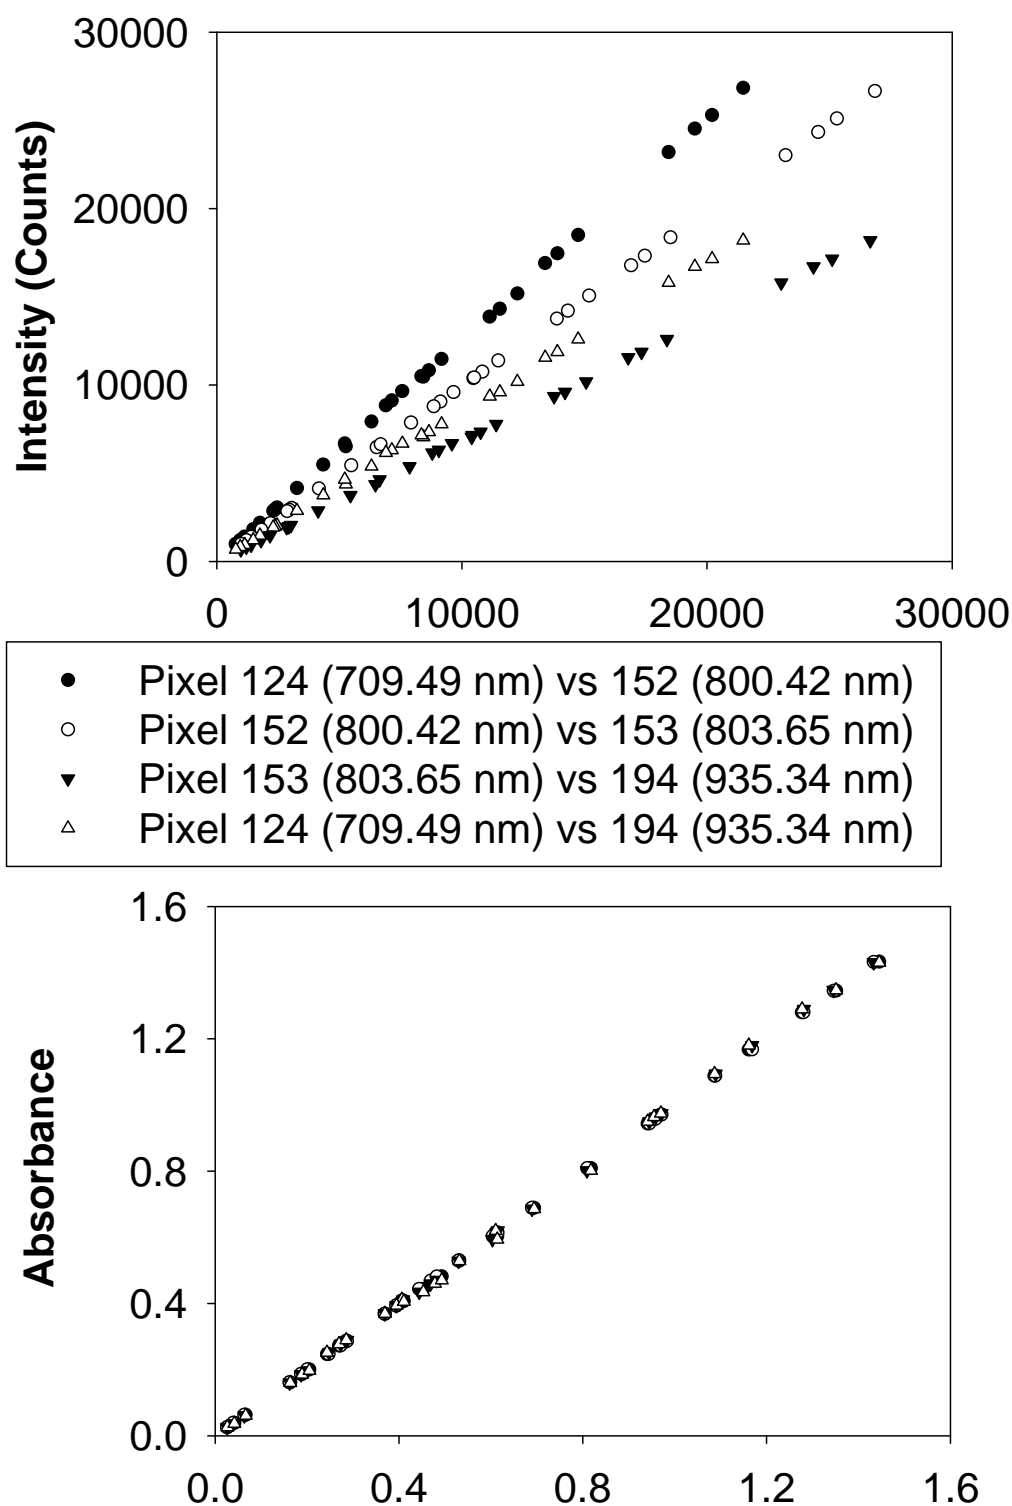 30000
20000
10000
0
Intensity (Counts)
0 10000 20000 30000
Pixel 124 (709.49 nm) vs 152 (800.42 nm)
Pixel 152 (800.42 nm) vs 153 (803.65 nm)
Pixel 153 (803.65 nm) vs 194 (935.34 nm)
Pixel 124 (709.49 nm) vs 194 (935.34 nm)
1.6
1.2
0.8
0.4
0.0
Absorbance
0.0 0.4 0.8 1.2 1.6